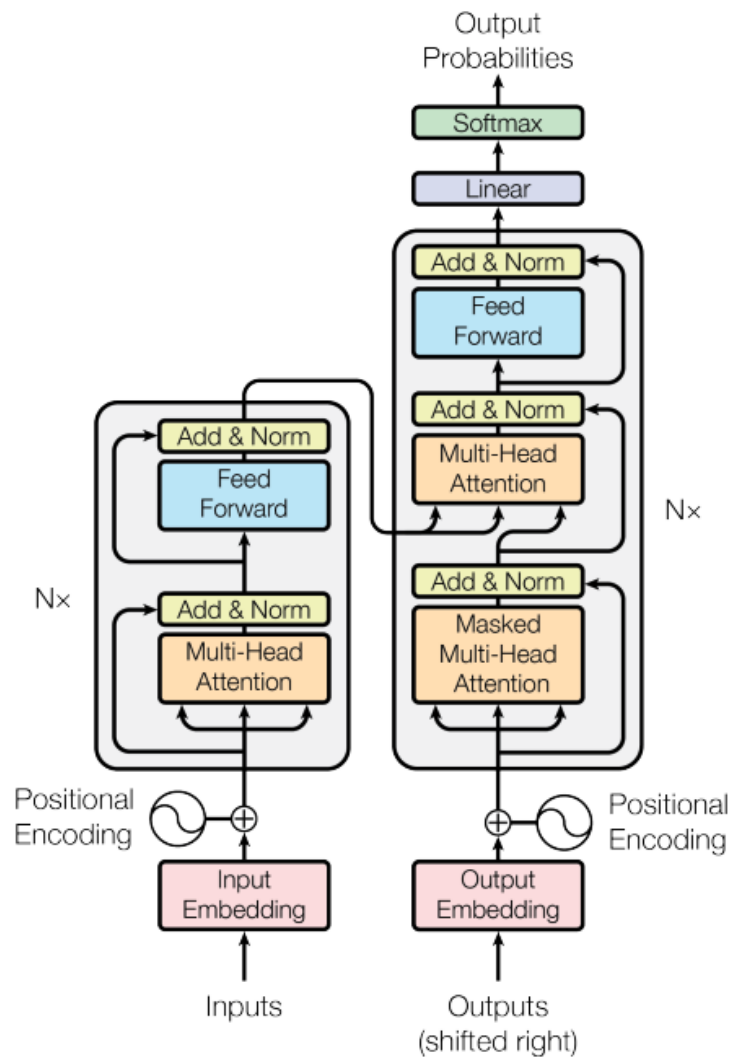 Output
Probabilities
Softmax
Linear
Add & Norm
Feed
Forward
Add & Norm
Multi-Head
Attention
Nx
Add & Norm
Masked
Multi-Head
Attention
Add & Norm
Feed
Forward
Nx
Add & Norm
Multi-Head
Attention
Positional
Encoding
Positional
Encoding
Input
Embedding
Output
Embedding
Inputs
Outputs
(shifted right)